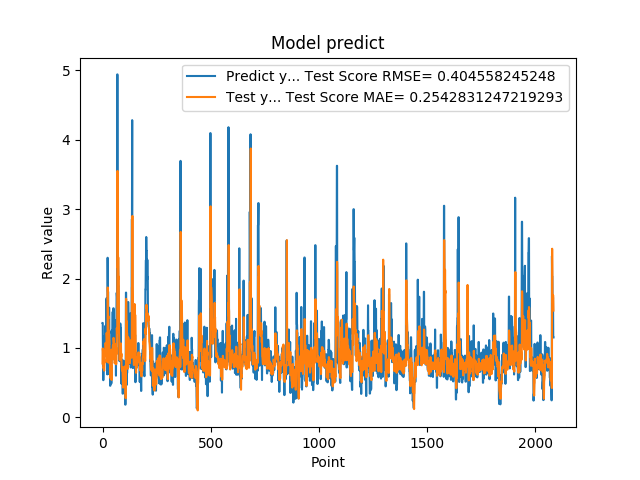 Model predict
Predict y... Test Score RMSE= 0.404558245248
Test y... Test Score MAE= 0.2542831247219293
Real value
5
4
3
2
1
0
0 500 1000 1500 2000
Point